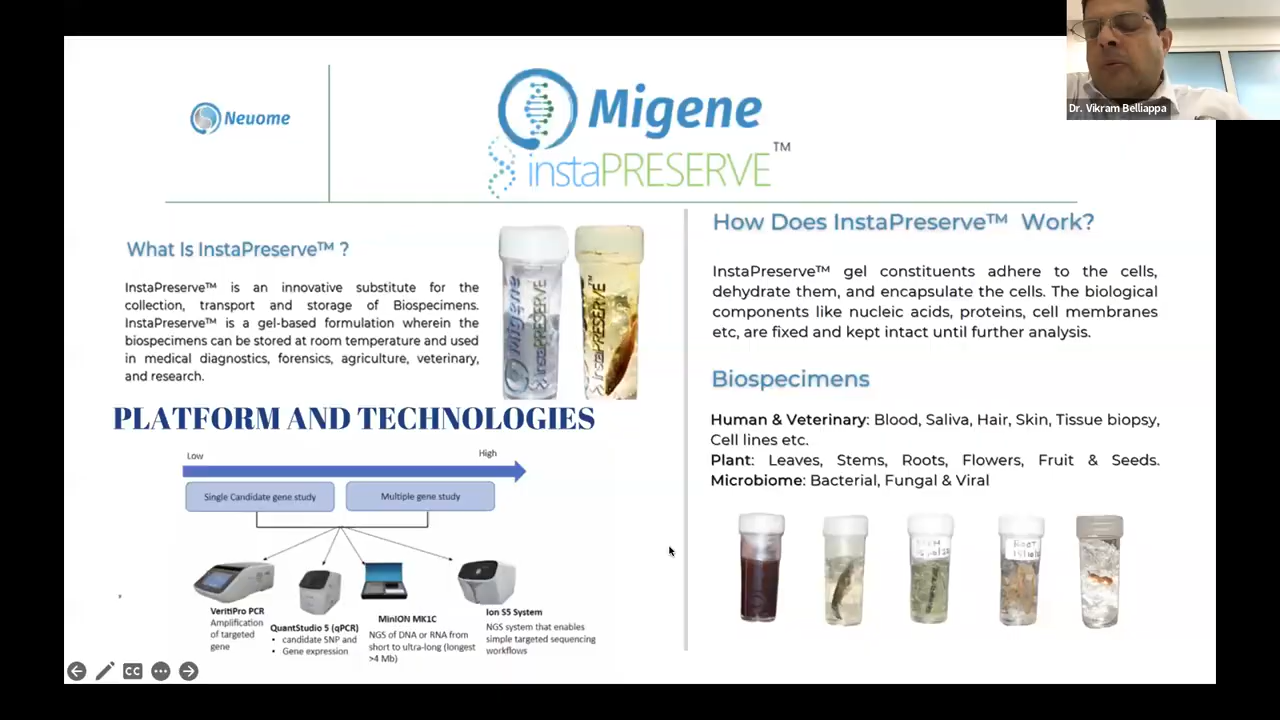 Neuome
Migene
instaPRESERVE™
Dr. Vikram Belliappa
What Is InstaPreserve™ ?
InstaPreserve™ is an innovative substitute for the
collection, transport and storage of Biospecimens.
InstaPreserve™ is a gel-based formulation wherein the
biospecimens can be stored at room temperature and used
in medical diagnostics, forensics, agriculture, veterinary,
and research.
Migene
instaPRESERVE
instaPRESERVE™
PLATFORM AND TECHNOLOGIES
Low
High
Single Candidate gene study
Multiple gene study
VeritiPro PCR
Amplification
of targeted
gene
QuantStudio 5 (qPCR)
• candidate SNP and
• Gene expression
MinION MK1C
NGS of DNA or RNA from
short to ultra-long (longest
>4 Mb)
Ion S5 System
NGS system that enables
simple targeted sequencing
workflows
How Does InstaPreserve™ Work?
InstaPreserve™ gel constituents adhere to the cells,
dehydrate them, and encapsulate the cells. The biological
components like nucleic acids, proteins, cell membranes
etc, are fixed and kept intact until further analysis.
Biospecimens
Human & Veterinary: Blood, Saliva, Hair, Skin, Tissue biopsy,
Cell lines etc.
Plant: Leaves, Stems, Roots, Flowers, Fruit & Seeds.
Microbiome: Bacterial, Fungal & Viral
ROOT
CC